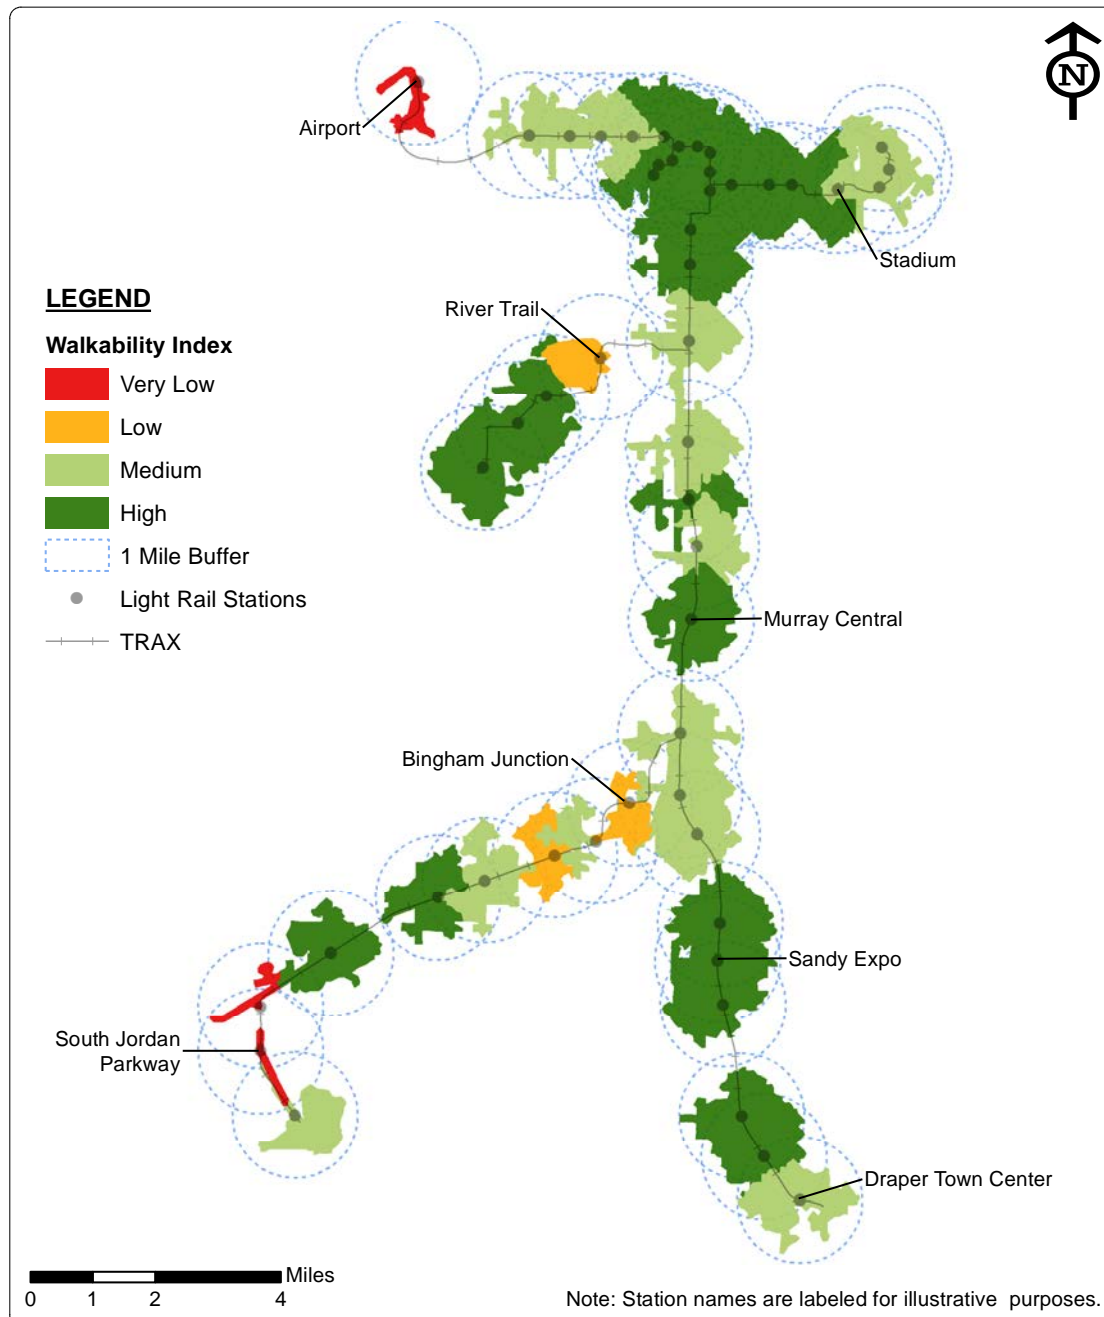 N
Airport
Stadium
River Trail
LEGEND
Walkability Index
Very Low
Low
Medium
High
1 Mile Buffer
Light Rail Stations
TRAX
Murray Central
Bingham Junction
Sandy Expo
South Jordan
Parkway
Draper Town Center
Miles
0 1 2 4
Note: Station names are labeled for illustrative purposes.